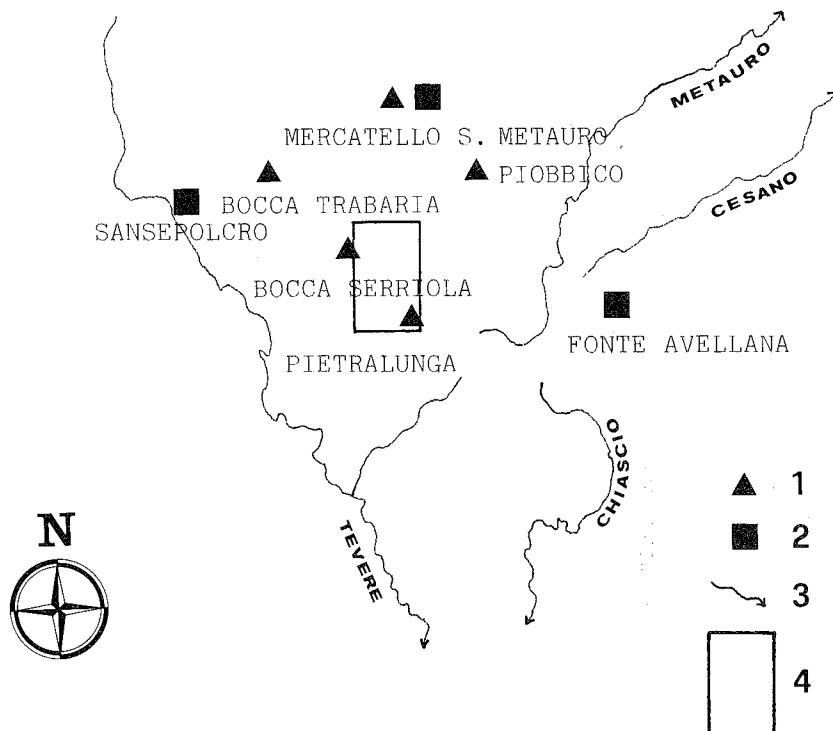 METAURO
MERCATELLO S. METAURO
PIOBBICO
CESANO
BOCCA TRABARIA
SANSEPOLCRO
BOCCA SERRIOLA
FONTE AVELLANA
PIETRALUNGA
CHIASCIO
TEVERE
N
1
2
3
4